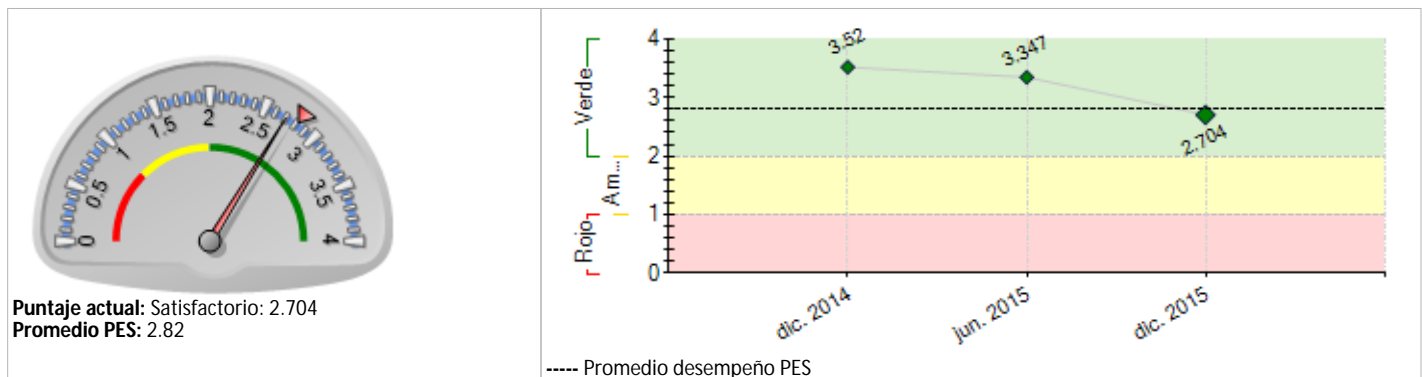 0
0.5
1
1.5
2
2.5
3
3.5
4
Puntaje actual: Satisfactorio: 2.704
Promedio PES: 2.82
Verde
Am...
Rojo
4
3
2
1
0
3.52
3.347
2.704
dic. 2014
jun. 2015
dic. 2015
----- Promedio desempeño PES